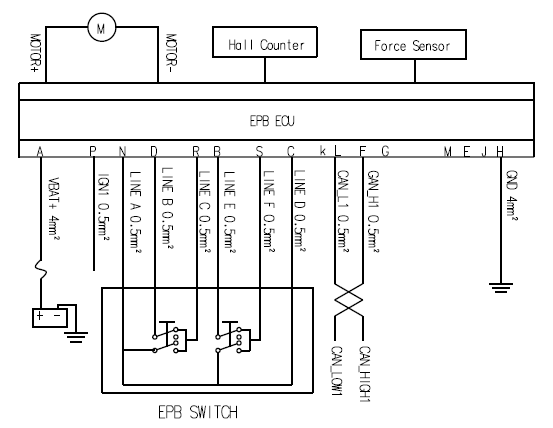 M
MOTOR+
MOTOR-
Hall Counter
Force Sensor
EPB ECU
A P N D R B S C k L F G M E J H
VBAT+ 4mm²
IGN1 0.5mm²
LINE A 0.5mm²
LINE B 0.5mm²
LINE C 0.5mm²
LINE E 0.5mm²
LINE F 0.5mm²
LINE D 0.5mm²
CAN_L1 0.5mm²
GAN_H1 0.5mm²
GND 4mm²
+ -
CAN_LOW1
CAN_HIGH1
EPB SWITCH